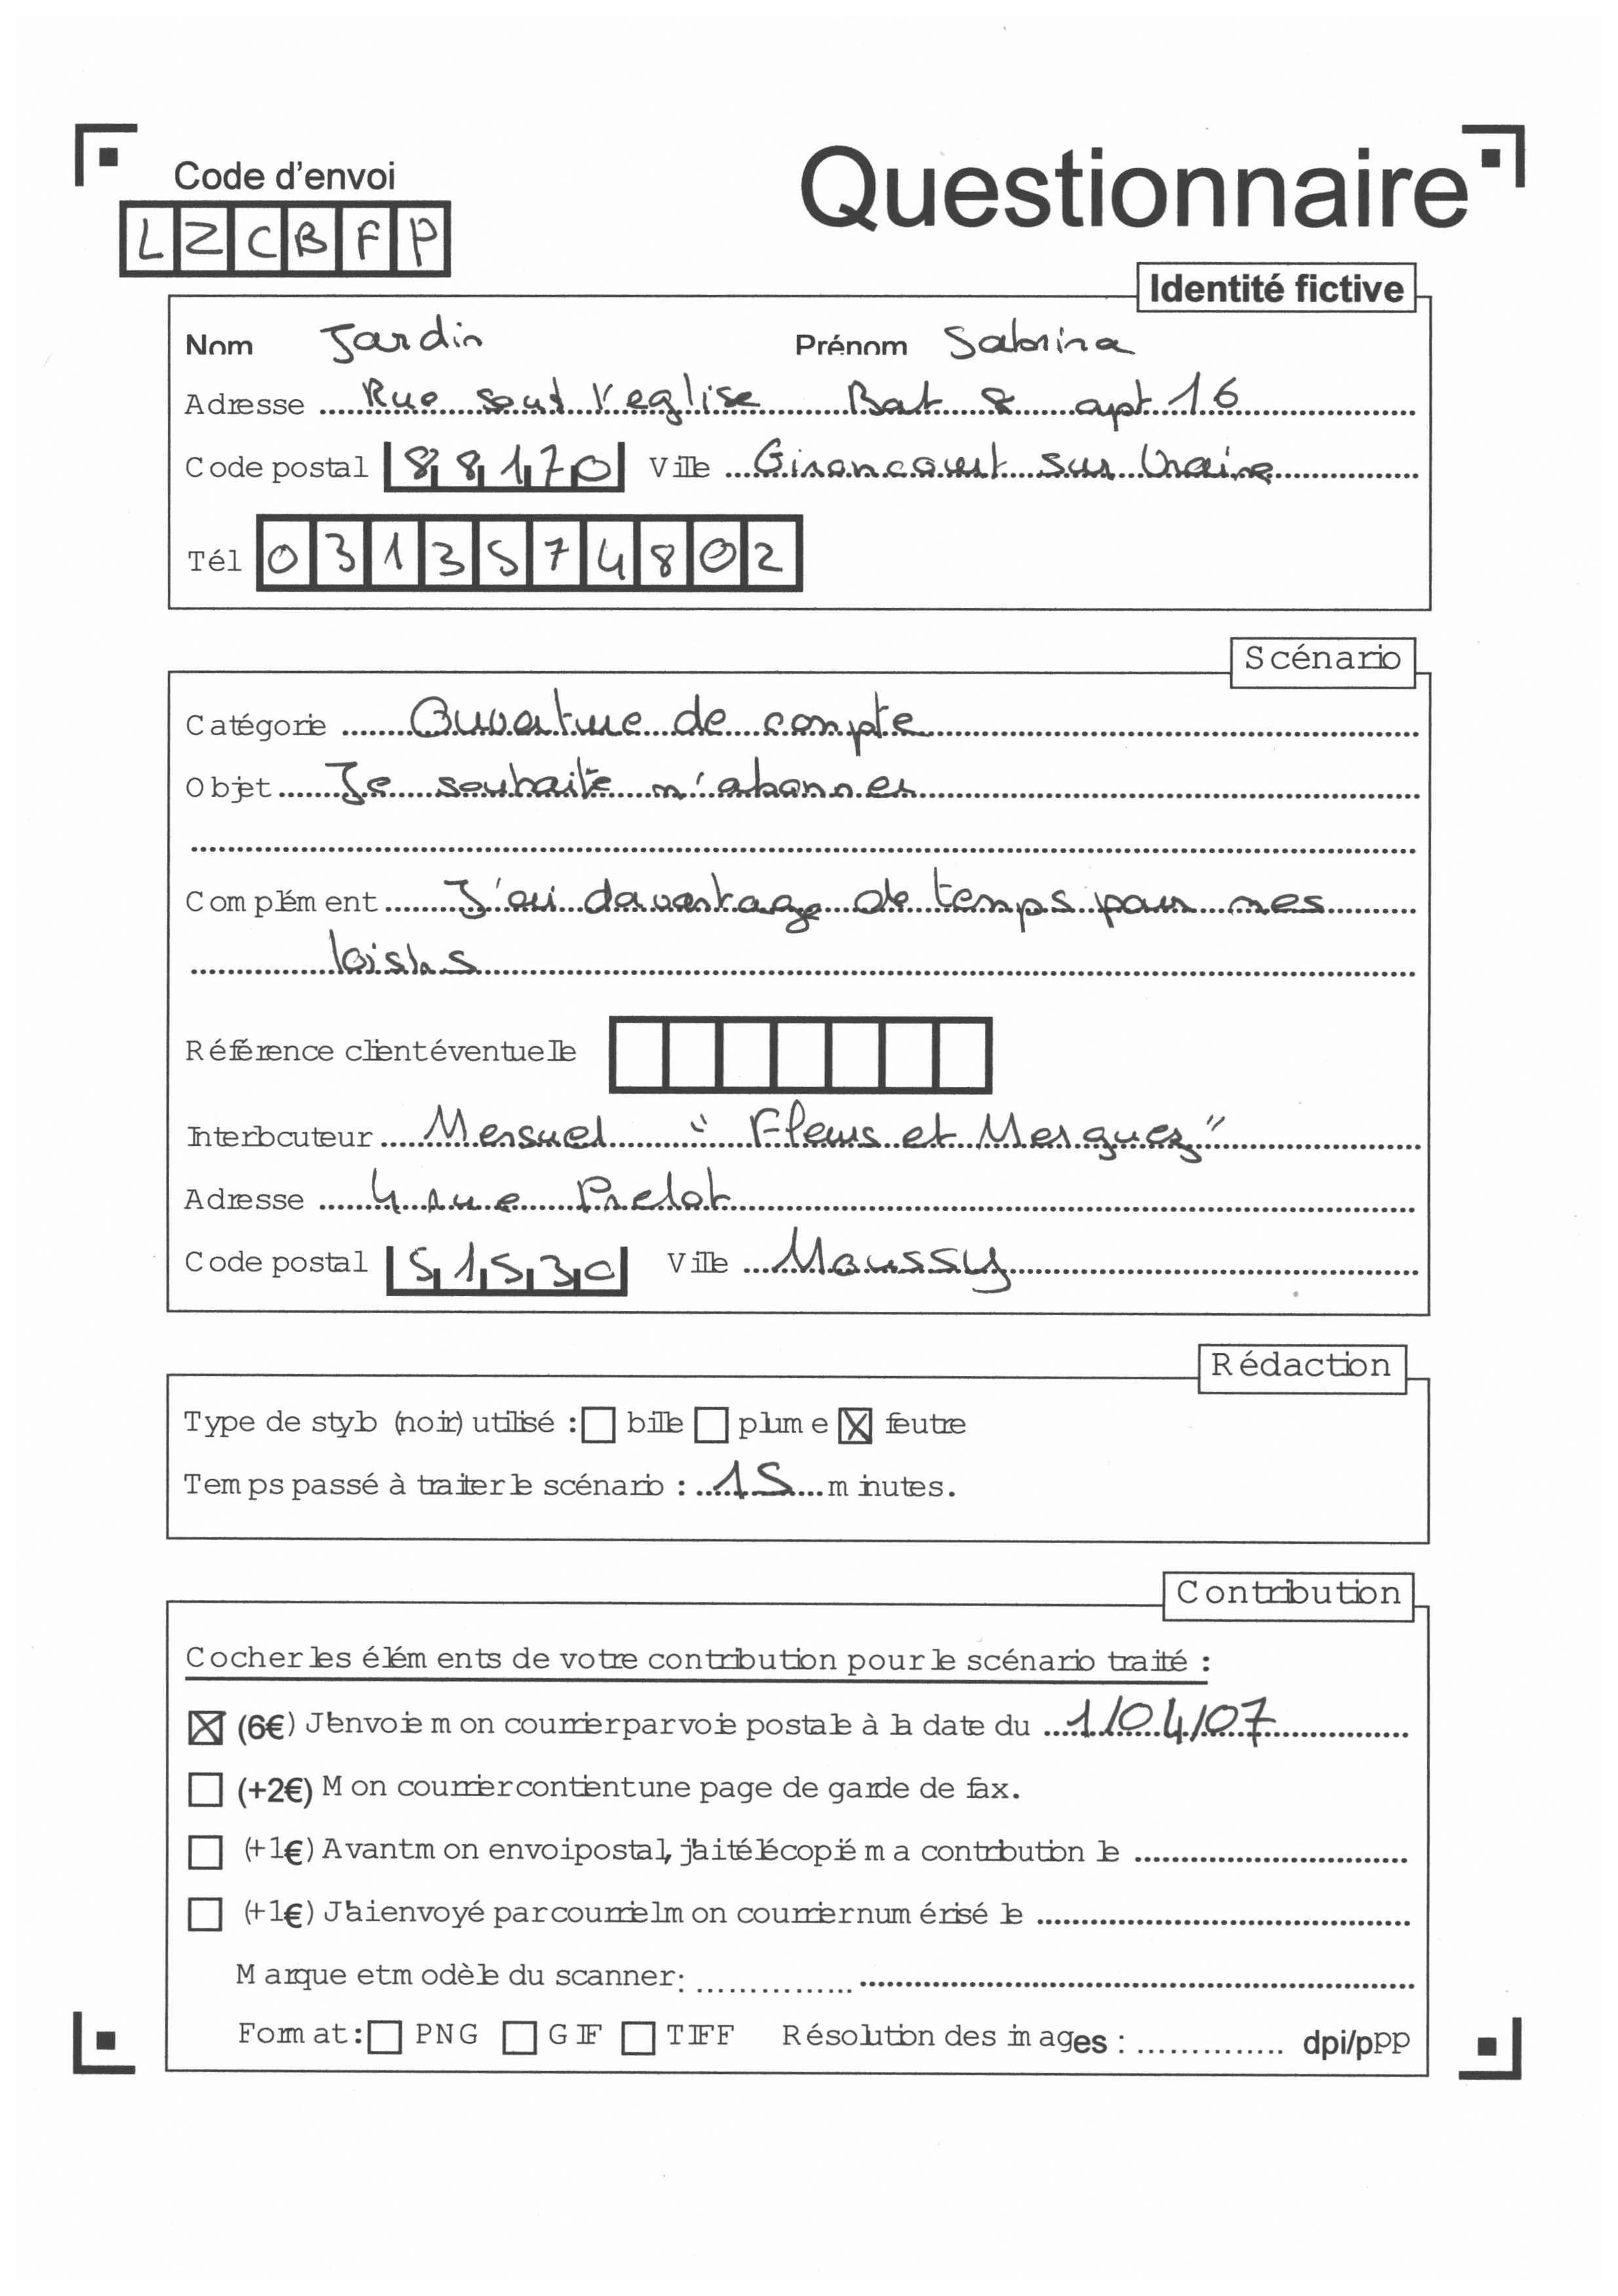 Code d'envoi
Questionnaire
LZCBFP
Identité fictive
Nom Jardin Prénom Sabrina
Adresse Rue sout l'eglise Bat 8 apt 16
Code postal 88170 Ville Gironcourt sur Vraine
Tél 0313574802
Scénario
Catégorie Ouverture de compte
Objet Je souhaite m'abonner
Complément J'ai davantage de temps pour mes
loisirs
Référence client éventuelle
Interlocuteur Mensuel "Fleurs et Merguez"
Adresse 4 rue Prelot
Code postal 51530 Ville Moussy
Rédaction
Type de stylo (noir) utilisé : bille plume feutre
Temps passé à traiter le scénario : 15 minutes.
Contribution
Cocher les éléments de votre contribution pour le scénario traité :
(6€) J'envoie mon courrier par voie postale à la date du 1/04/07
(+2€) Mon courrier contient une page de garde de fax.
(+1€) Avant mon envoi postal, j'ai télécopié ma contribution le
(+1€) J'ai envoyé par courriel mon courrier numérisé le
Marque et modèle du scanner:
Format: PNG GIF TIFF Résolution des images : dpi/ppp